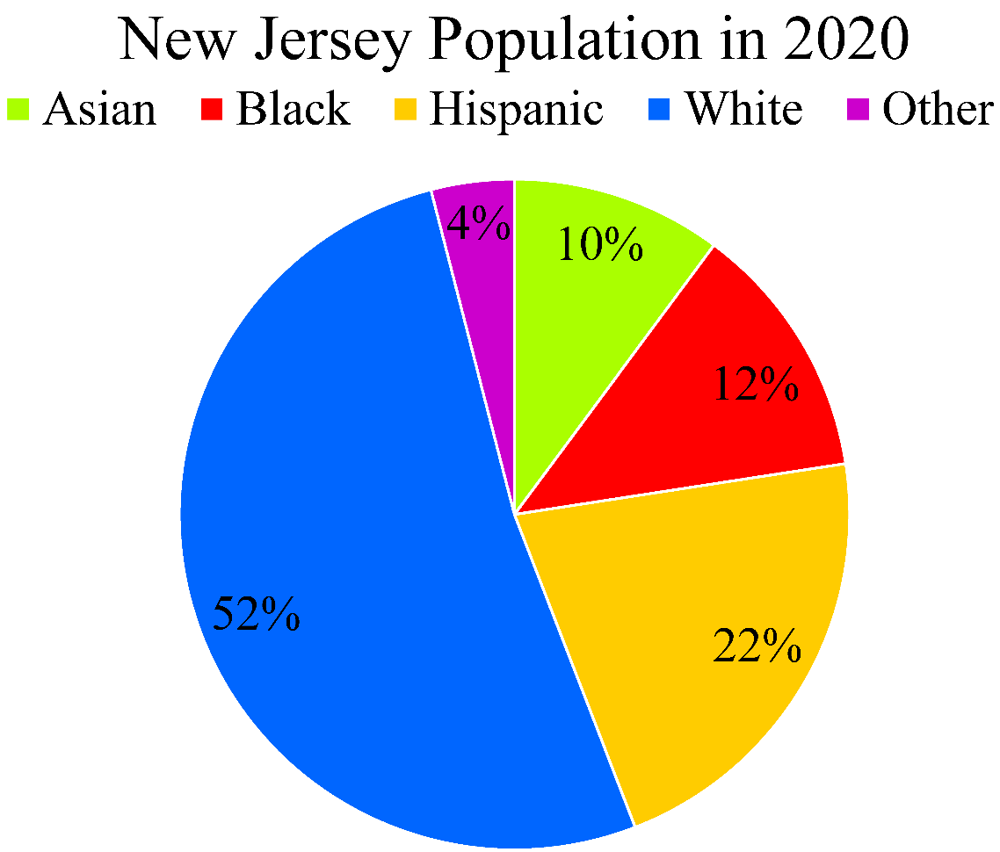 New Jersey Population in 2020
Asian Black Hispanic White Other
4%
10%
12%
52%
22%